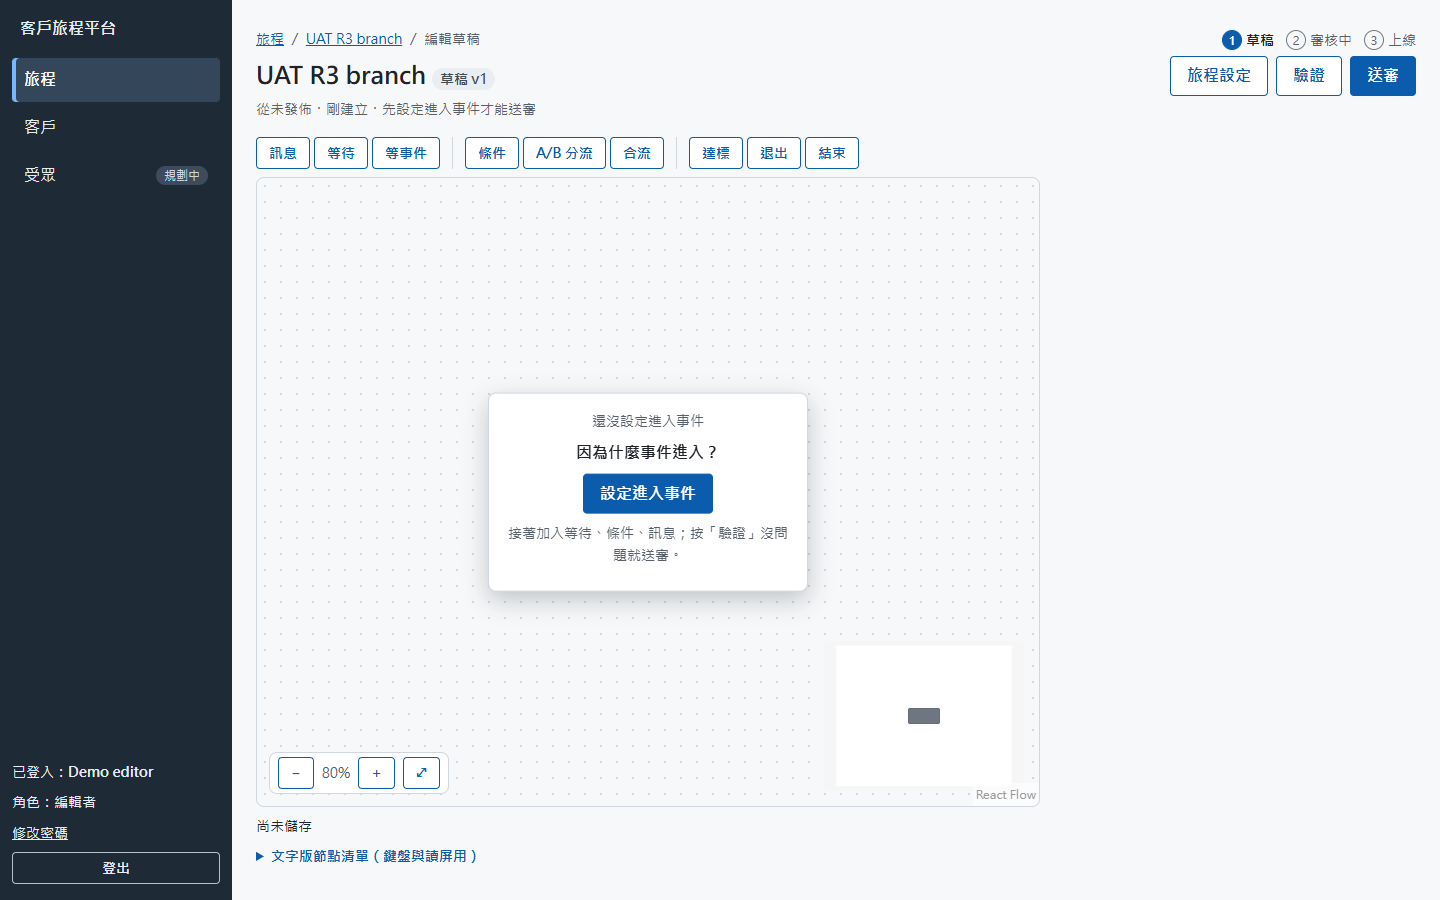 客戶旅程平台
旅程
客戶
受眾 規劃中
已登入：Demo editor
角色：編輯者
修改密碼
登出
旅程 / UAT R3 branch / 編輯草稿
1 草稿 2 審核中 3 上線
UAT R3 branch 草稿 v1
旅程設定 驗證 送審
從未發佈・剛建立・先設定進入事件才能送審
訊息 等待 等事件 條件 A/B 分流 合流 達標 退出 結束
還沒設定進入事件
因為什麼事件進入？
設定進入事件
接著加入等待、條件、訊息；按「驗證」沒問
題就送審。
− 80% + ⤢
React Flow
尚未儲存
▶ 文字版節點清單（鍵盤與讀屏用）